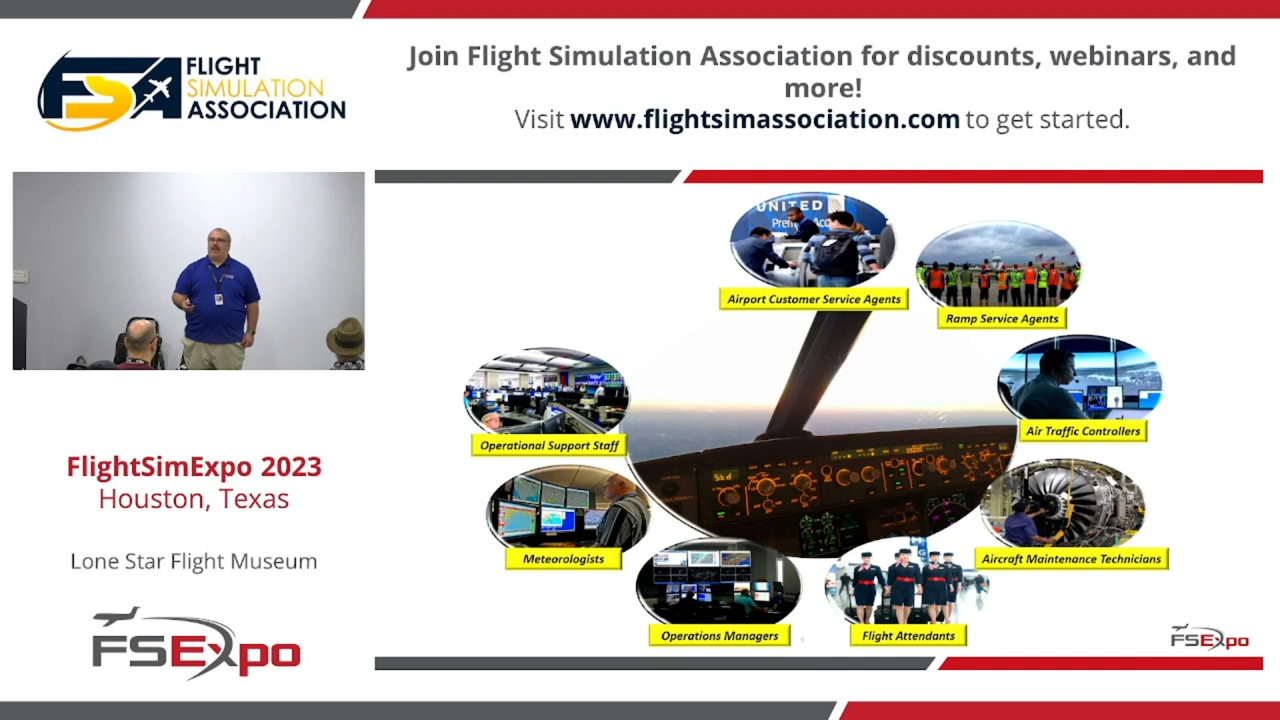 Join Flight Simulation Association for discounts, webinars, and
more!
Visit www.flightsimassociation.com to get started.
FSA
FLIGHT
SIMULATION
ASSOCIATION
UNITED
Airport Customer Service Agents
Ramp Service Agents
Air Traffic Controllers
Operational Support Staff
Std
Meteorologists
Aircraft Maintenance Technicians
Operations Managers
Flight Attendants
FlightSimExpo 2023
Houston, Texas
Lone Star Flight Museum
FSExpo
FSExpo